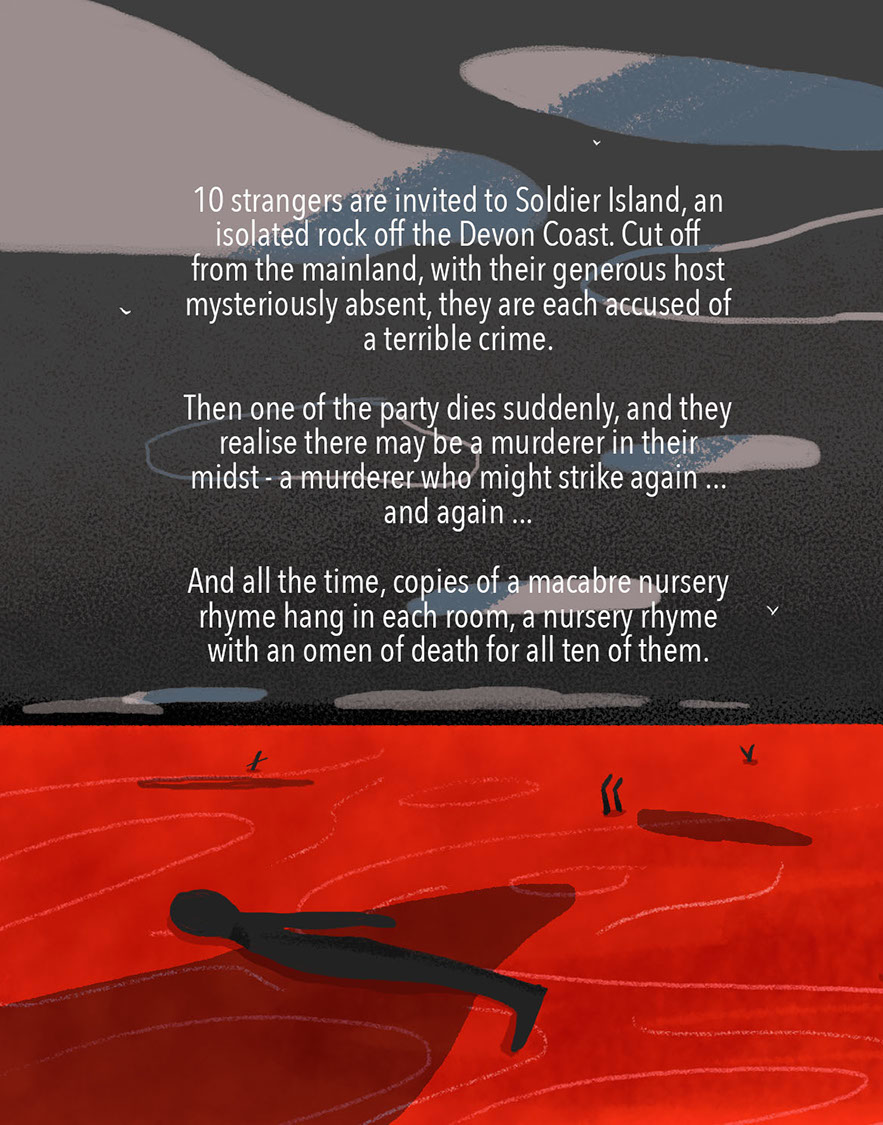 10 strangers are invited to Soldier Island, an
isolated rock off the Devon Coast. Cut off
from the mainland, with their generous host
mysteriously absent, they are each accused of
a terrible crime.
Then one of the party dies suddenly, and they
realise there may be a murderer in their
midst - a murderer who might strike again ...
and again ...
And all the time, copies of a macabre nursery
rhyme hang in each room, a nursery rhyme
with an omen of death for all ten of them.